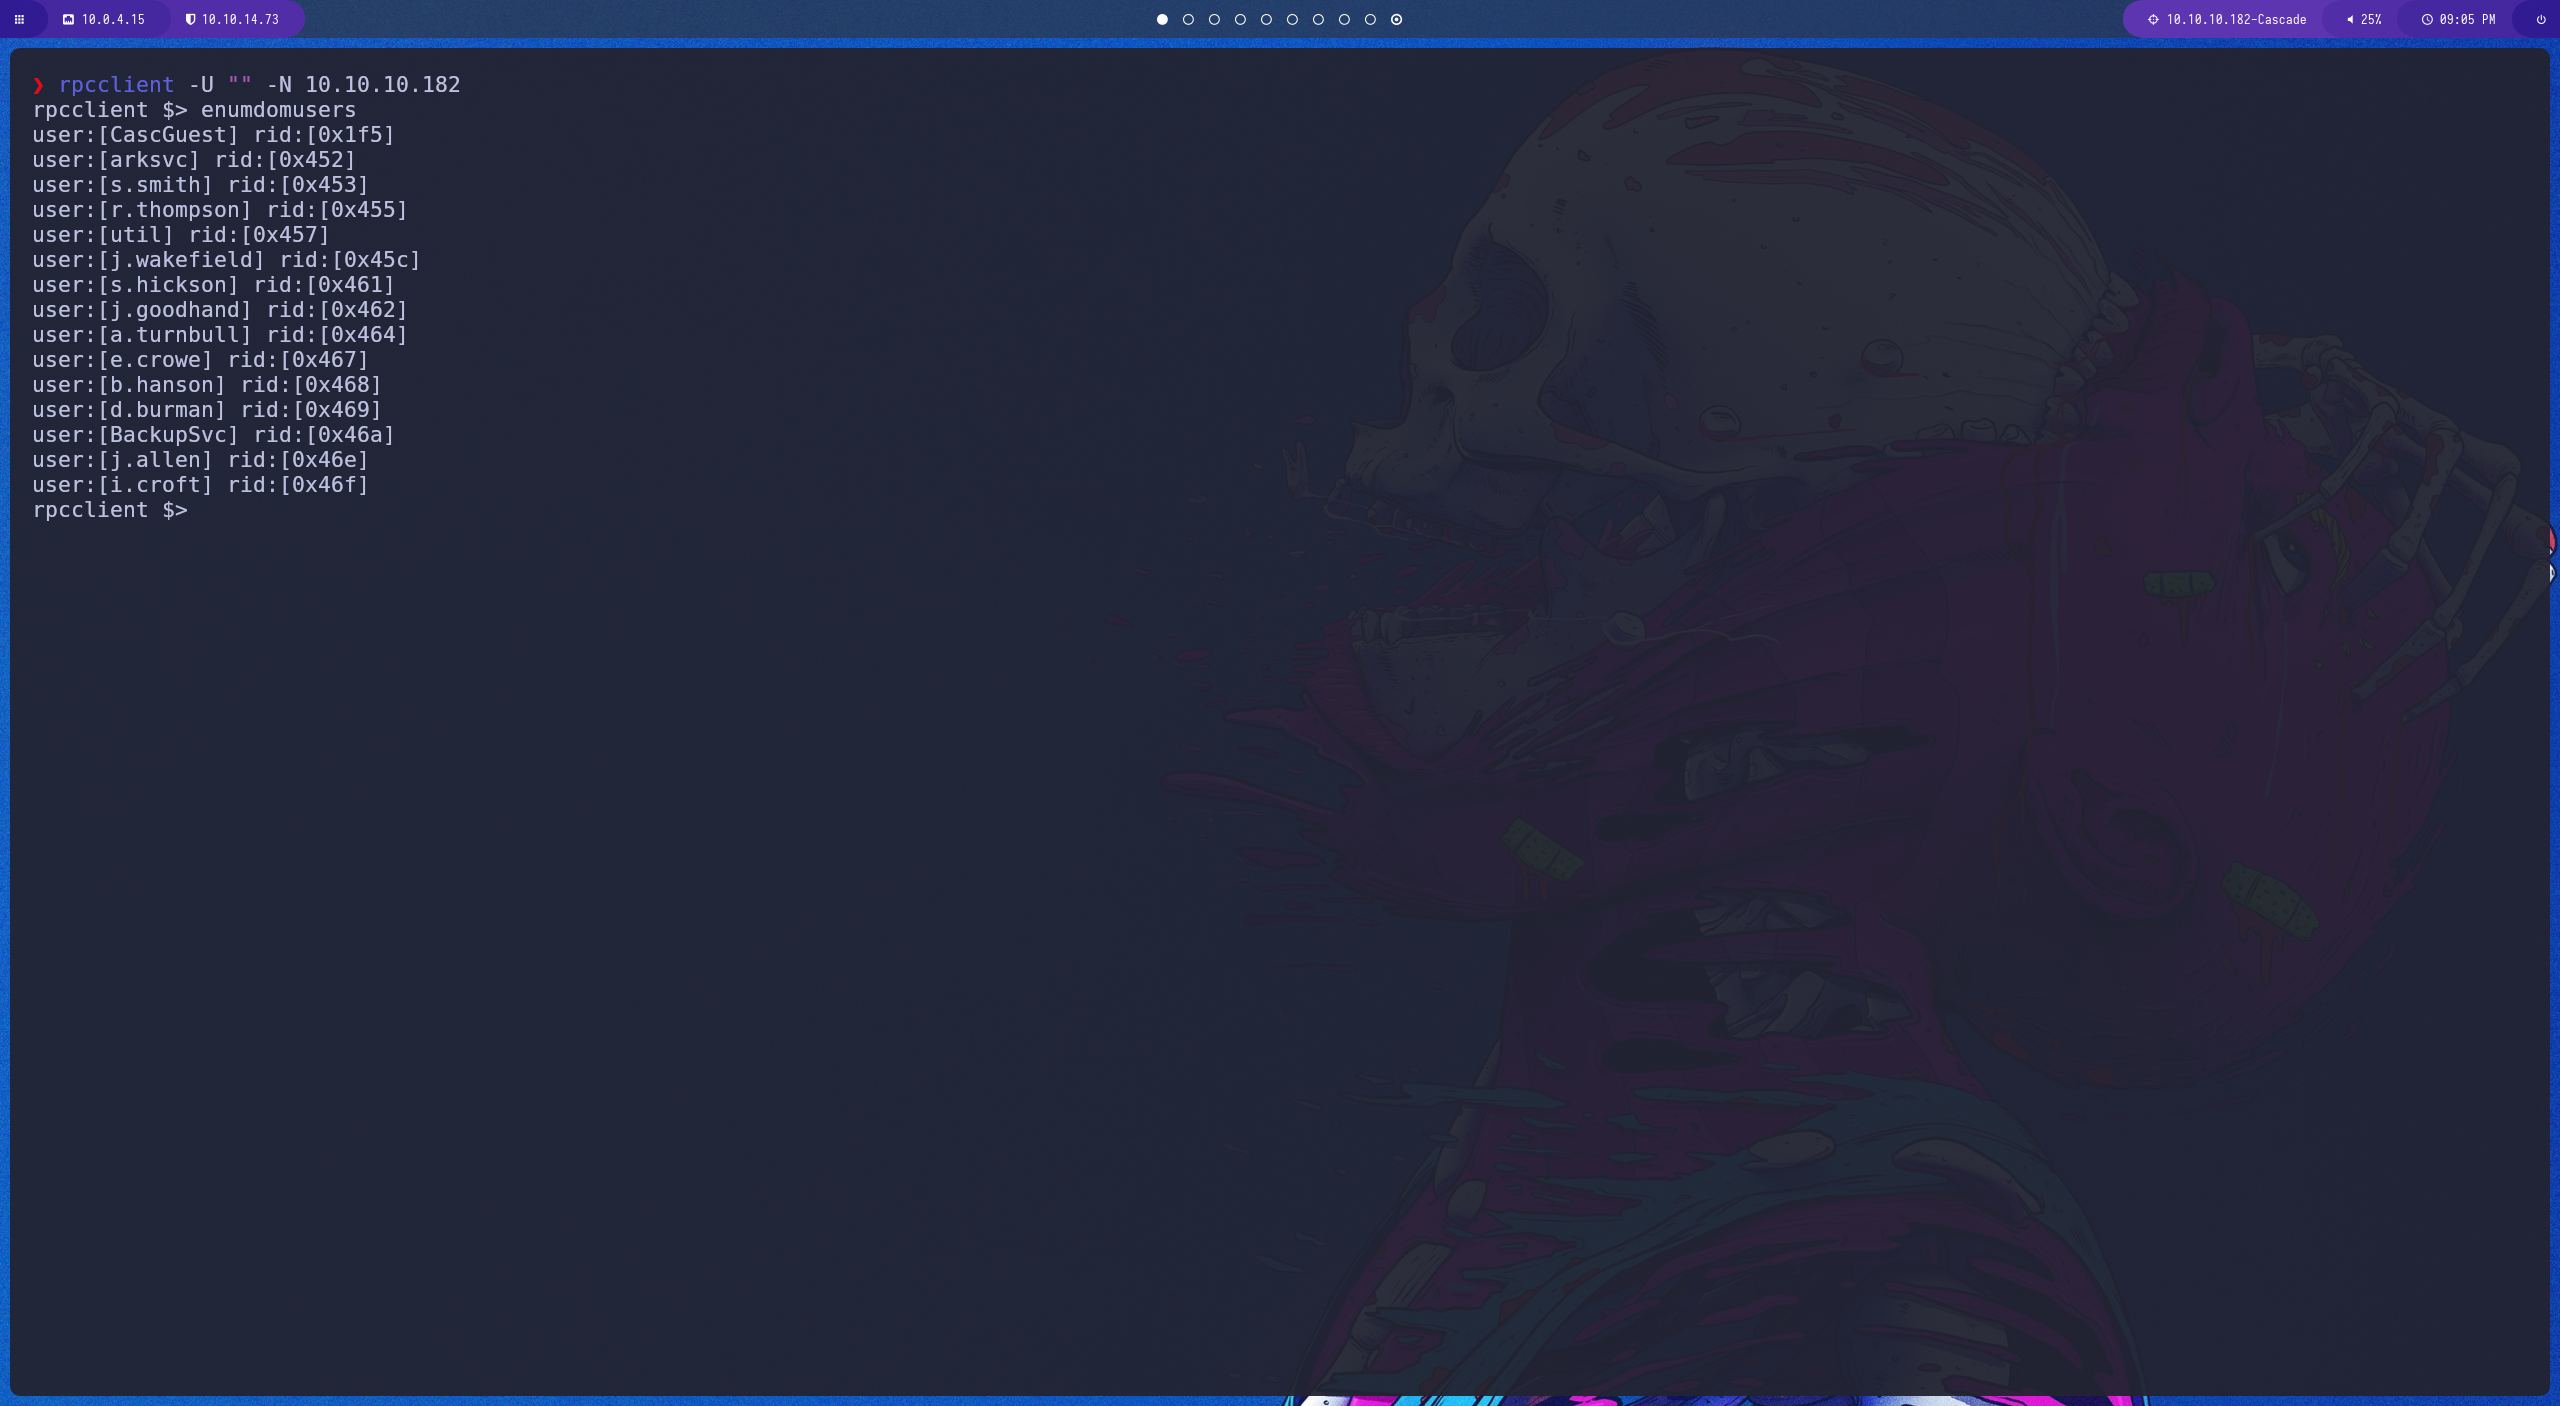 10.0.4.15 10.10.14.73 10.10.10.182-Cascade 25% 09:05 PM
❯ rpcclient -U "" -N 10.10.10.182
rpcclient $> enumdomusers
user:[CascGuest] rid:[0x1f5]
user:[arksvc] rid:[0x452]
user:[s.smith] rid:[0x453]
user:[r.thompson] rid:[0x455]
user:[util] rid:[0x457]
user:[j.wakefield] rid:[0x45c]
user:[s.hickson] rid:[0x461]
user:[j.goodhand] rid:[0x462]
user:[a.turnbull] rid:[0x464]
user:[e.crowe] rid:[0x467]
user:[b.hanson] rid:[0x468]
user:[d.burman] rid:[0x469]
user:[BackupSvc] rid:[0x46a]
user:[j.allen] rid:[0x46e]
user:[i.croft] rid:[0x46f]
rpcclient $>